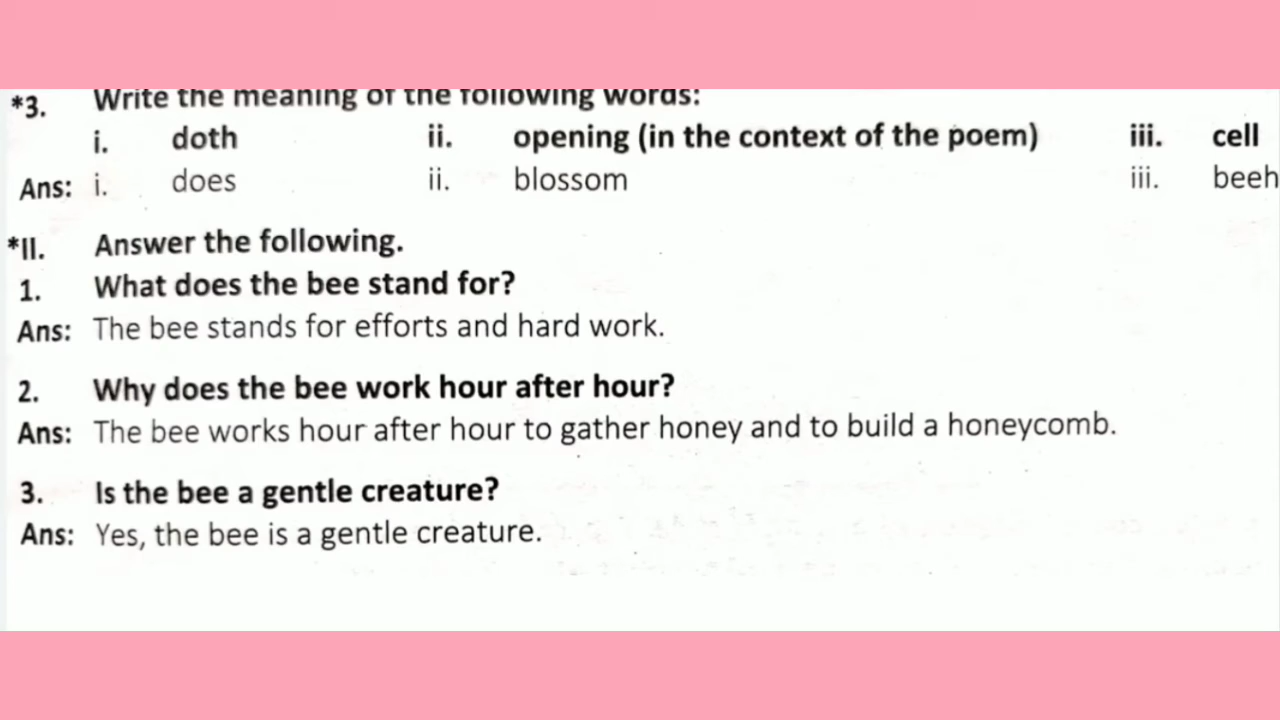 *3. Write the meaning of the following words:
i. doth ii. opening (in the context of the poem) iii. cell
Ans: i. does ii. blossom iii. beeh
*II. Answer the following.
1. What does the bee stand for?
Ans: The bee stands for efforts and hard work.
2. Why does the bee work hour after hour?
Ans: The bee works hour after hour to gather honey and to build a honeycomb.
3. Is the bee a gentle creature?
Ans: Yes, the bee is a gentle creature.